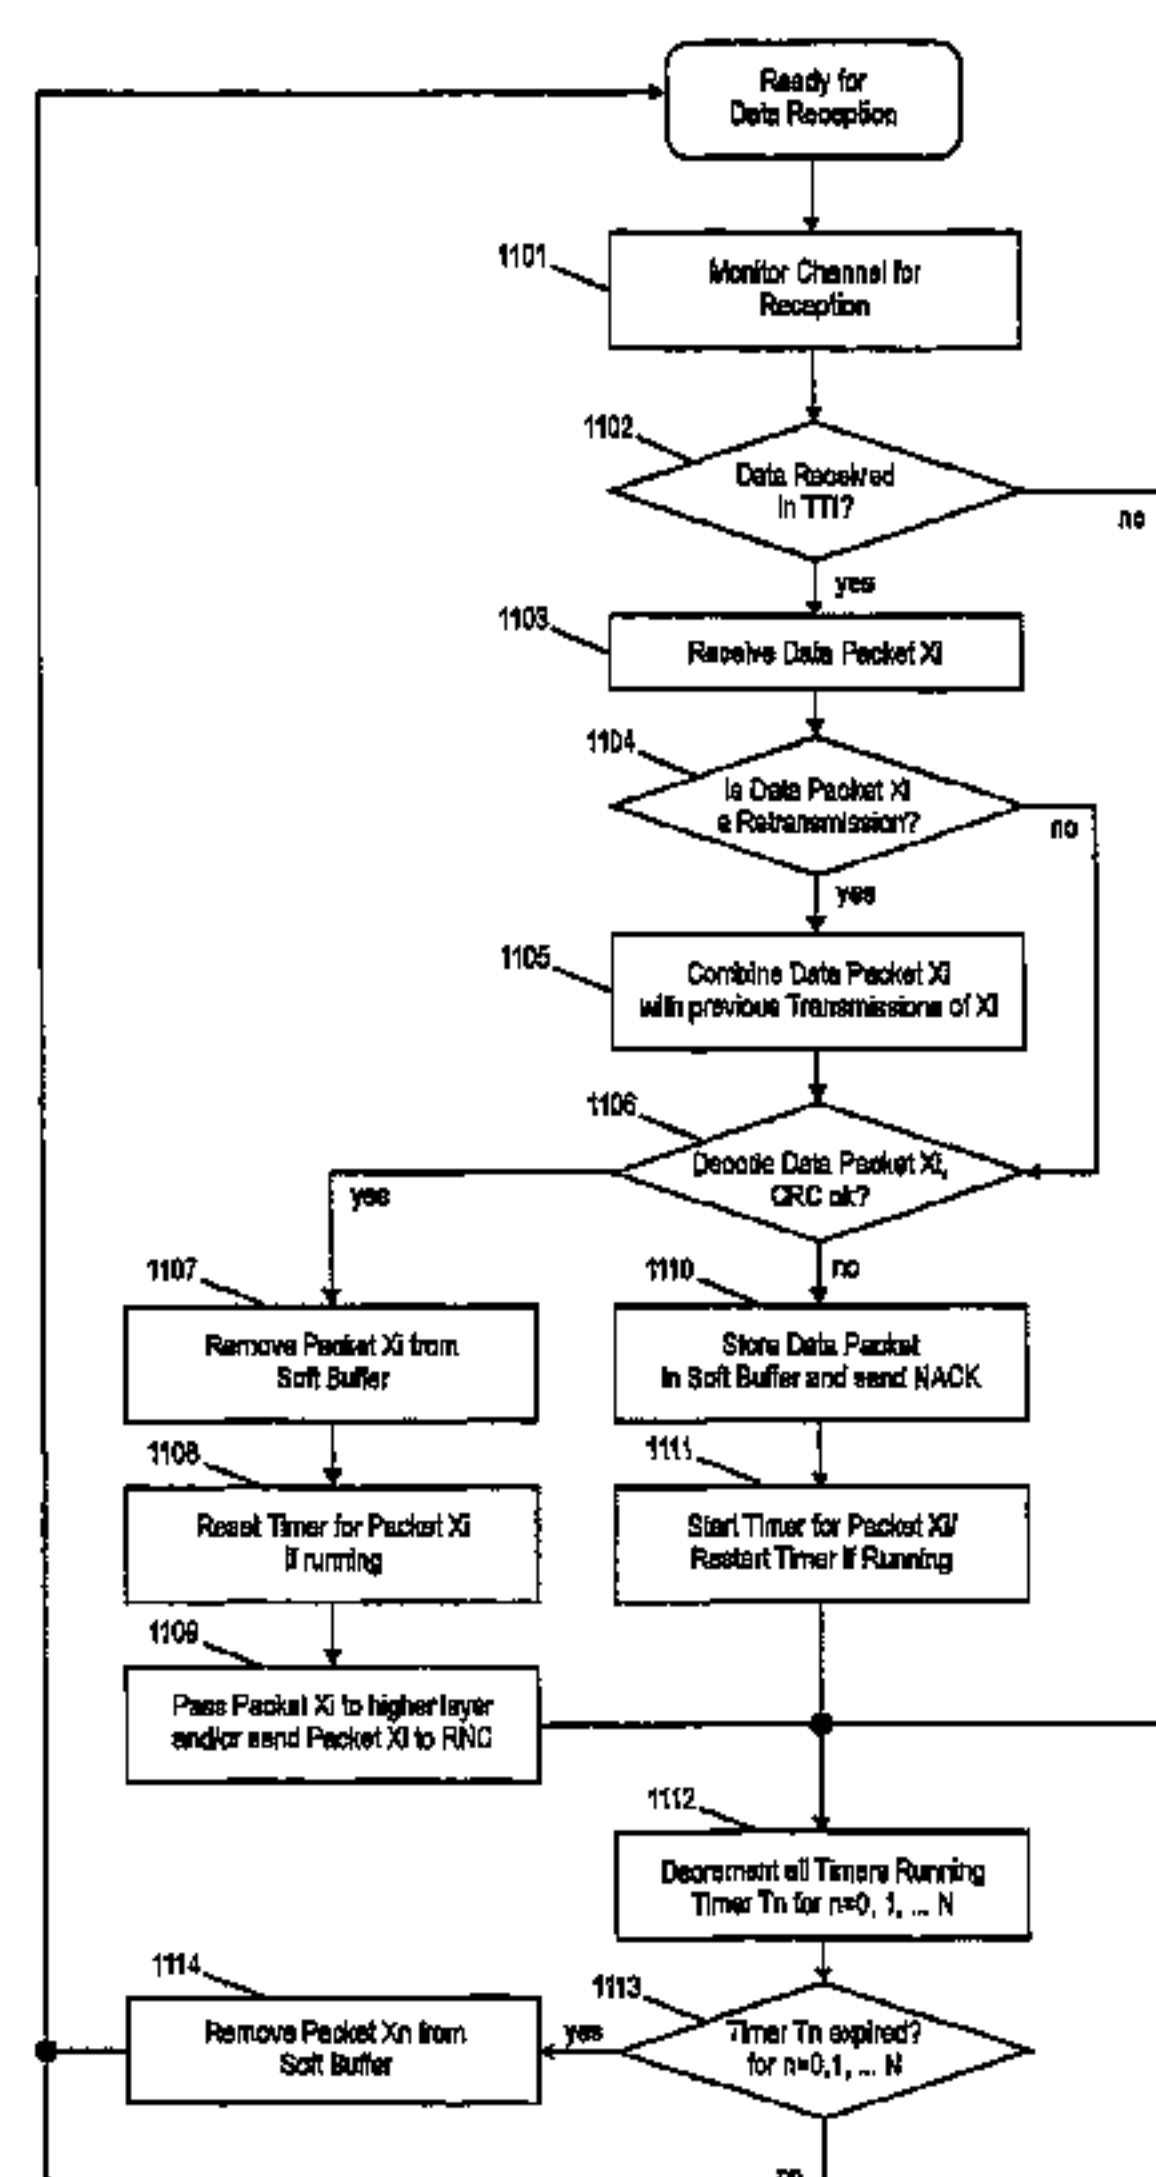 Ready for
Data Reception
1101
Monitor Channel for
Reception
1102
Data Received
in TTI?
no
yes
1103
Receive Data Packet Xi
1104
Is Data Packet Xi
a Retransmission?
no
yes
1105
Combine Data Packet Xi
with previous Transmissions of Xi
1106
Decode Data Packet Xi,
CRC ok?
yes
no
1107
Remove Packet Xi from
Soft Buffer
1110
Store Data Packet
in Soft Buffer and send NACK
1108
Reset Timer for Packet Xi
if running
1111
Start Timer for Packet Xi/
Restart Timer if Running
1109
Pass Packet Xi to higher layer
and/or send Packet Xi to RNC
1112
Decrement all Timers Running
Timer Tn for n=0, 1, ... N
1114
Remove Packet Xn from
Soft Buffer
yes
1113
Timer Tn expired?
for n=0,1, ... N
no